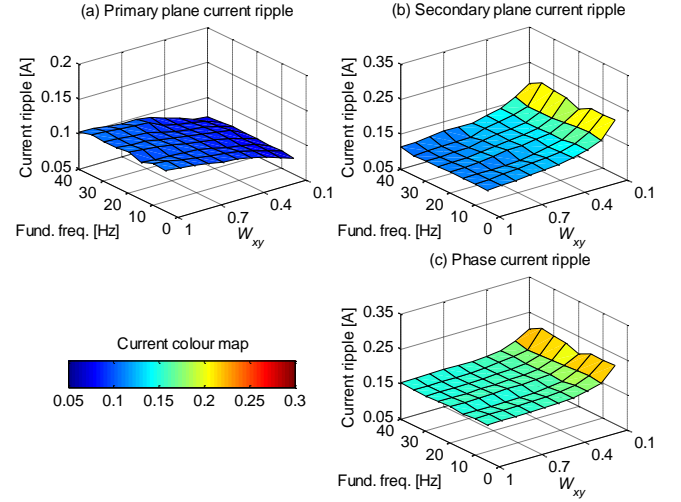 (a) Primary plane current ripple
Current ripple [A]
0.2
0.15
0.1
0.05
40
30
20
10
0
Fund. freq. [Hz]
1
0.7
0.4
0.1
W_xy
(b) Secondary plane current ripple
Current ripple [A]
0.35
0.25
0.15
0.05
40
30
20
10
0
Fund. freq. [Hz]
1
0.7
0.4
0.1
W_xy
(c) Phase current ripple
Current ripple [A]
0.35
0.25
0.15
0.05
40
30
20
10
0
Fund. freq. [Hz]
1
0.7
0.4
0.1
W_xy
Current colour map
0.05 0.1 0.15 0.2 0.25 0.3